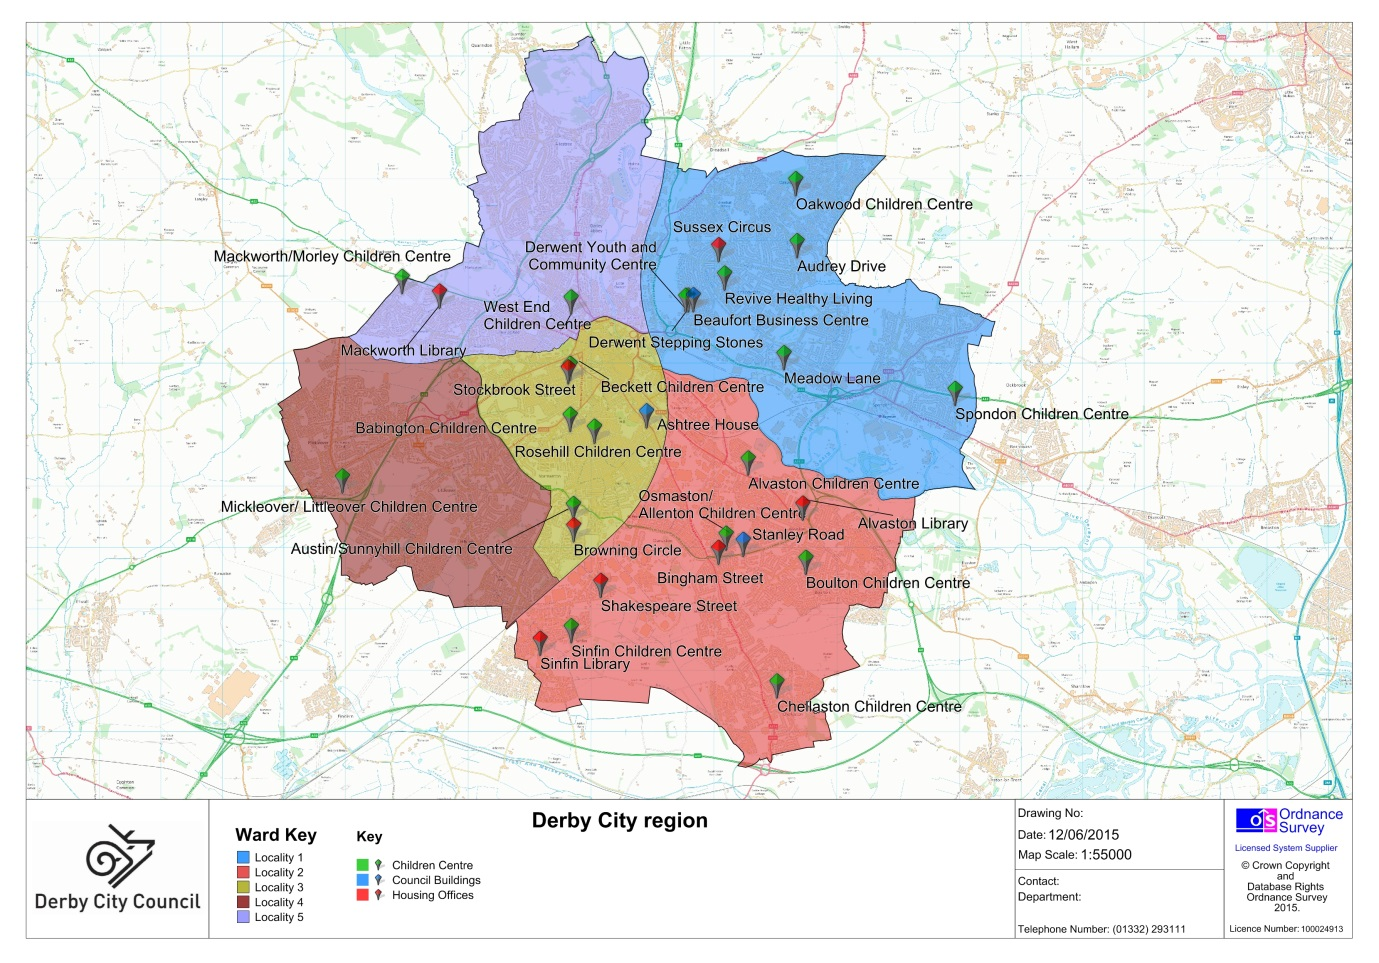 Oakwood Children Centre
Sussex Circus
Derwent Youth and
Community Centre
Mackworth/Morley Children Centre
Audrey Drive
Revive Healthy Living
West End
Children Centre
Beaufort Business Centre
Derwent Stepping Stones
Mackworth Library
Meadow Lane
Stockbrook Street
Beckett Children Centre
Spondon Children Centre
Babington Children Centre
Ashtree House
Rosehill Children Centre
Alvaston Children Centre
Osmaston/
Allenton Children Centre
Mickleover/ Littleover Children Centre
Alvaston Library
Stanley Road
Austin/Sunnyhill Children Centre
Browning Circle
Bingham Street
Boulton Children Centre
Shakespeare Street
Sinfin Children Centre
Sinfin Library
Chellaston Children Centre
Derby City Council
Ward Key
Locality 1
Locality 2
Locality 3
Locality 4
Locality 5
Key
Children Centre
Council Buildings
Housing Offices
Derby City region
Drawing No:
Date: 12/06/2015
Map Scale: 1:55000
Contact:
Department:
Telephone Number: (01332) 293111
OS Ordnance
Survey
Licensed System Supplier
© Crown Copyright
and
Database Rights
Ordnance Survey
2015.
Licence Number: 100024913